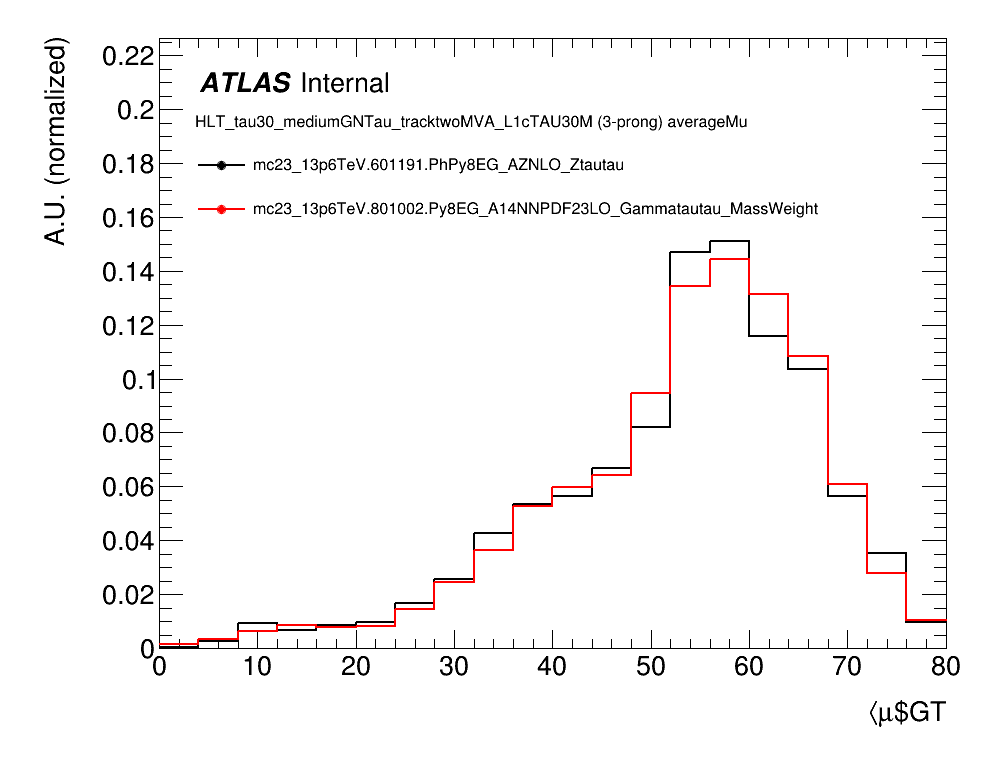 A.U. (normalized)
0.22
0.2
0.18
0.16
0.14
0.12
0.1
0.08
0.06
0.04
0.02
0
ATLAS Internal
HLT_tau30_mediumGNTau_tracktwoMVA_L1cTAU30M (3-prong) averageMu
mc23_13p6TeV.601191.PhPy8EG_AZNLO_Ztautau
mc23_13p6TeV.801002.Py8EG_A14NNPDF23LO_Gammatautau_MassWeight
0 10 20 30 40 50 60 70 80
⟨μ$GT